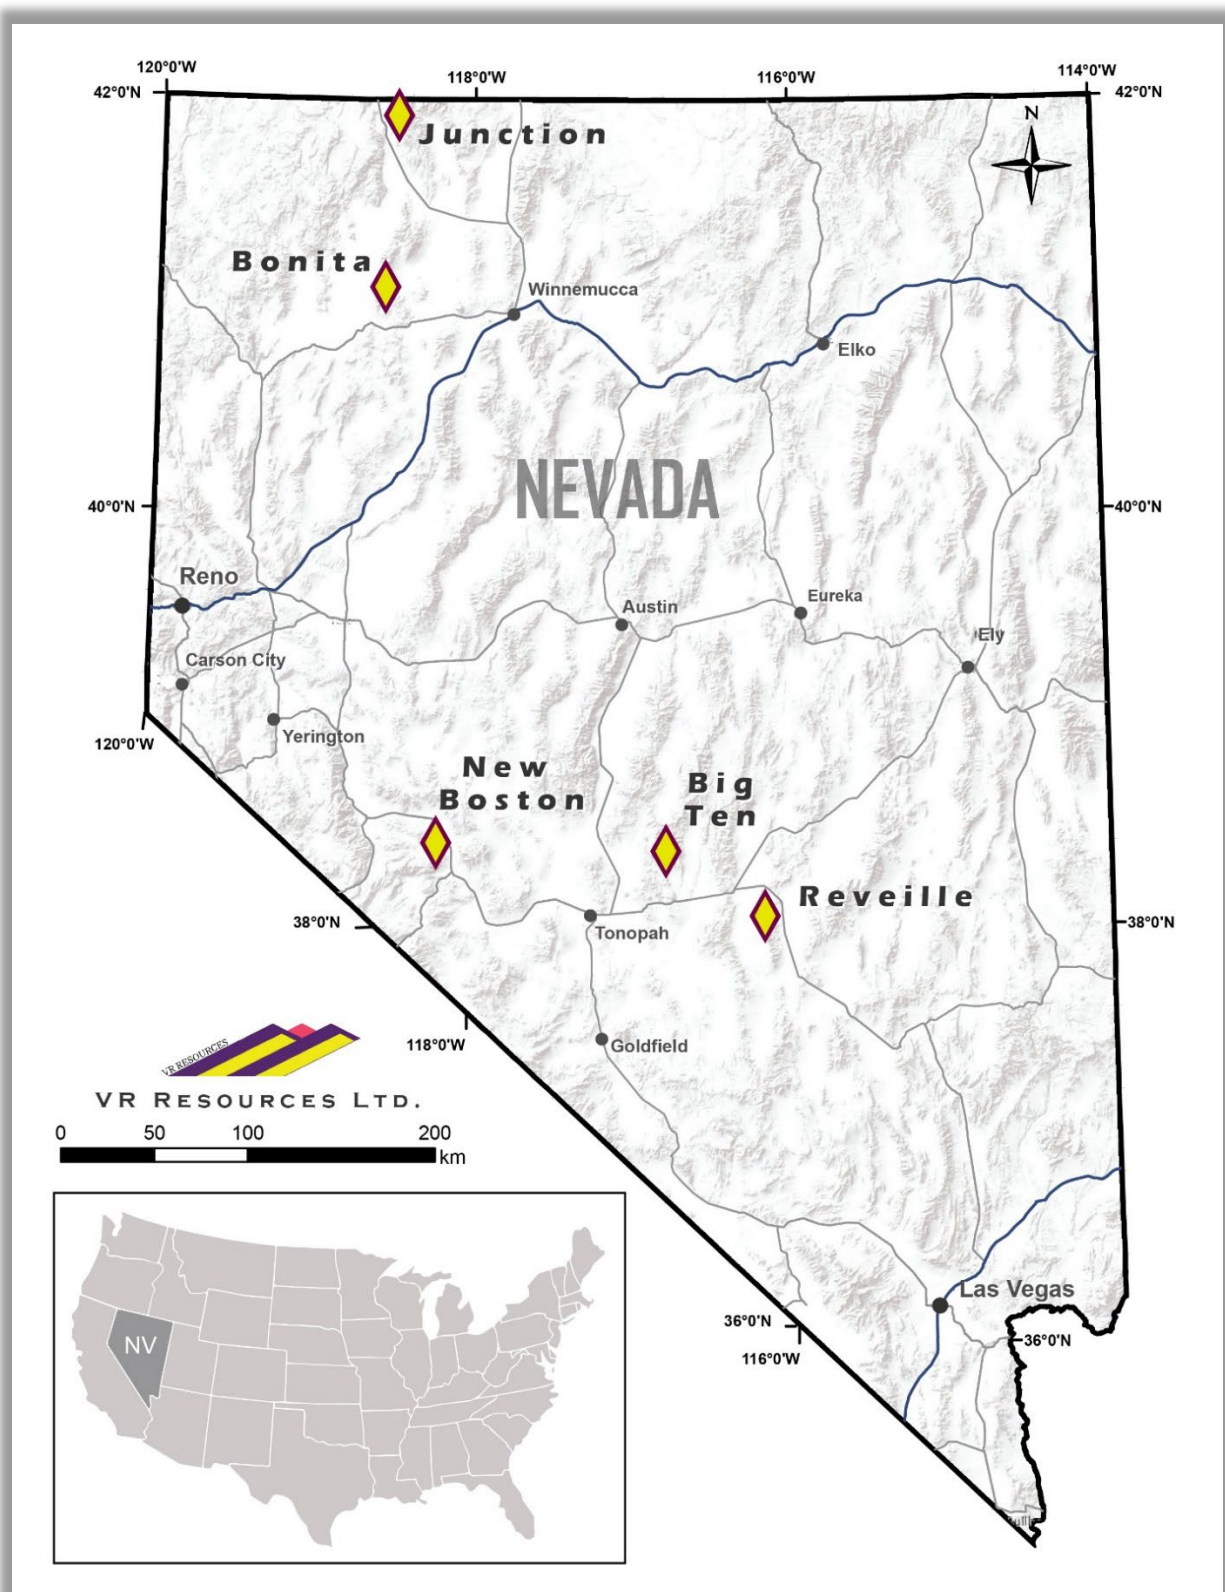 120°0'W
118°0'W
116°0'W
114°0'W
42°0'N
42°0'N
N
Junction
Bonita
Winnemucca
Elko
NEVADA
40°0'N
40°0'N
Reno
Austin
Eureka
Ely
Carson City
Yerington
120°0'W
New
Boston
Big
Ten
Reveille
38°0'N
38°0'N
Tonopah
118°0'W
Goldfield
VR RESOURCES
VR RESOURCES LTD.
0 50 100 200
km
Las Vegas
36°0'N
36°0'N
116°0'W
NV